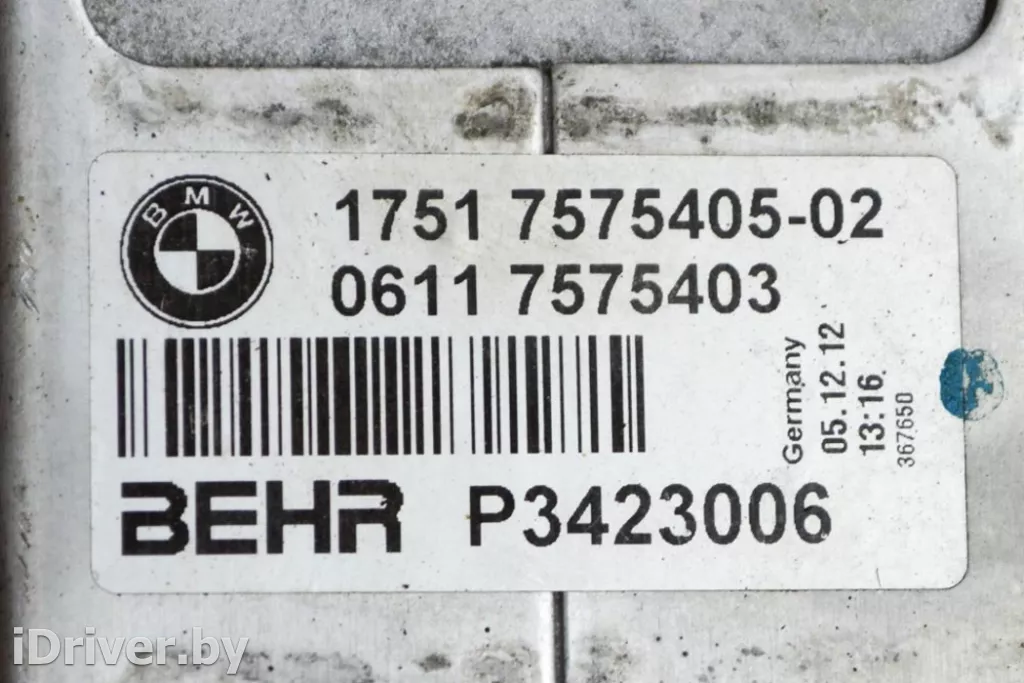 BMW
1751 7575405-02
0611 7575403
Germany
05.12.12
13:16
367650
BEHR P3423006
iDriver.by